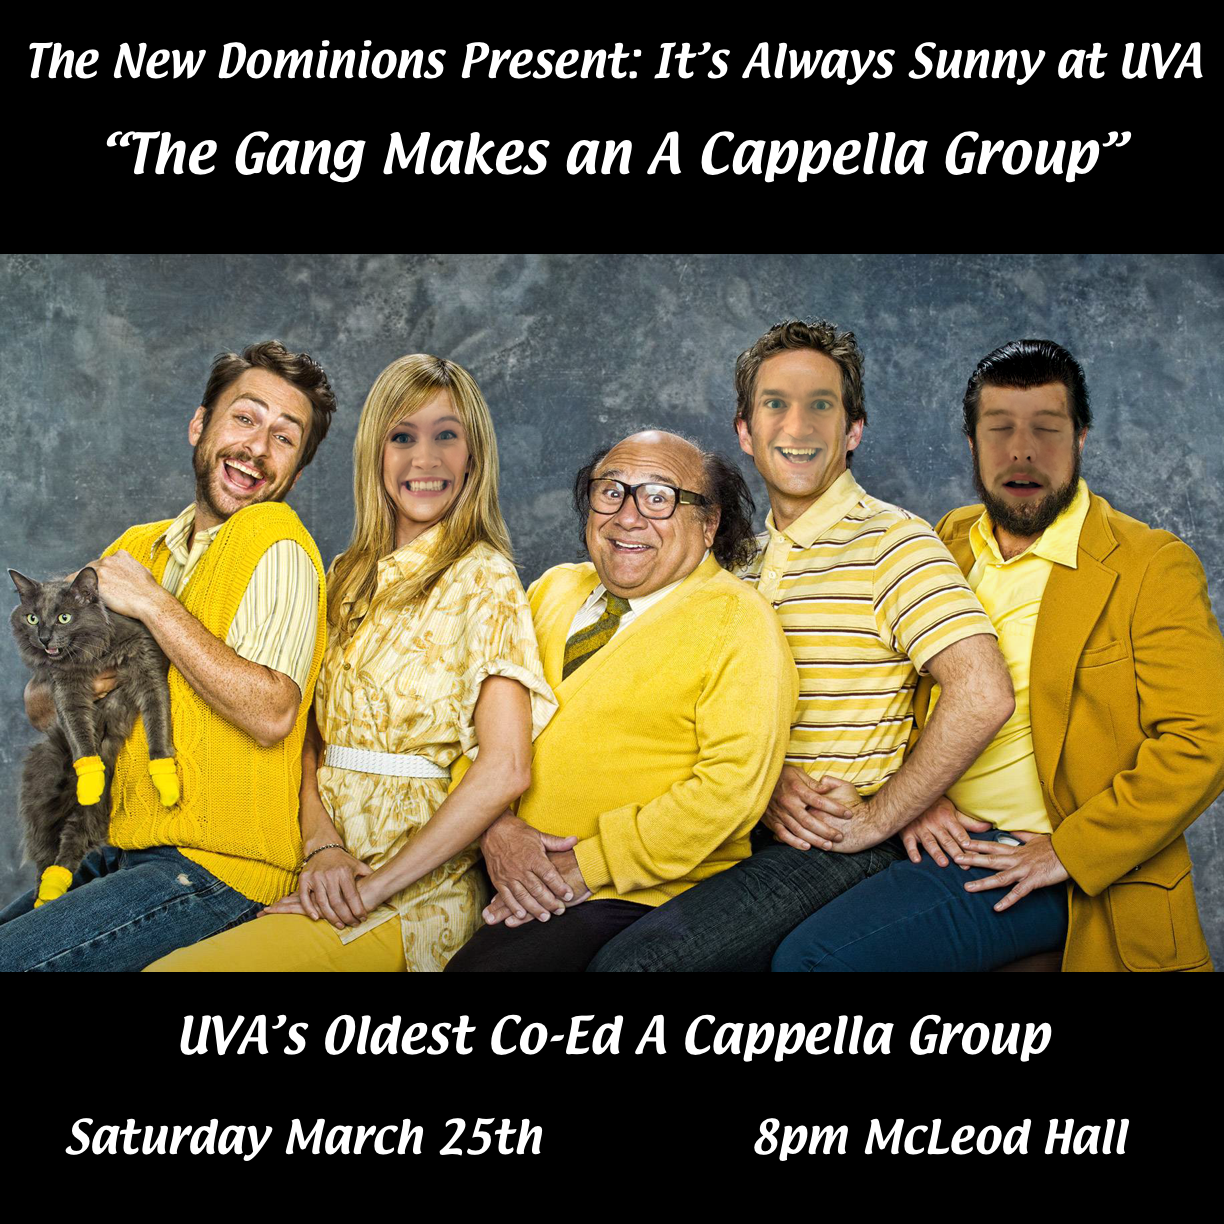 The New Dominions Present: It's Always Sunny at UVA
“The Gang Makes an A Cappella Group”
UVA's Oldest Co-Ed A Cappella Group
Saturday March 25th
8pm McLeod Hall